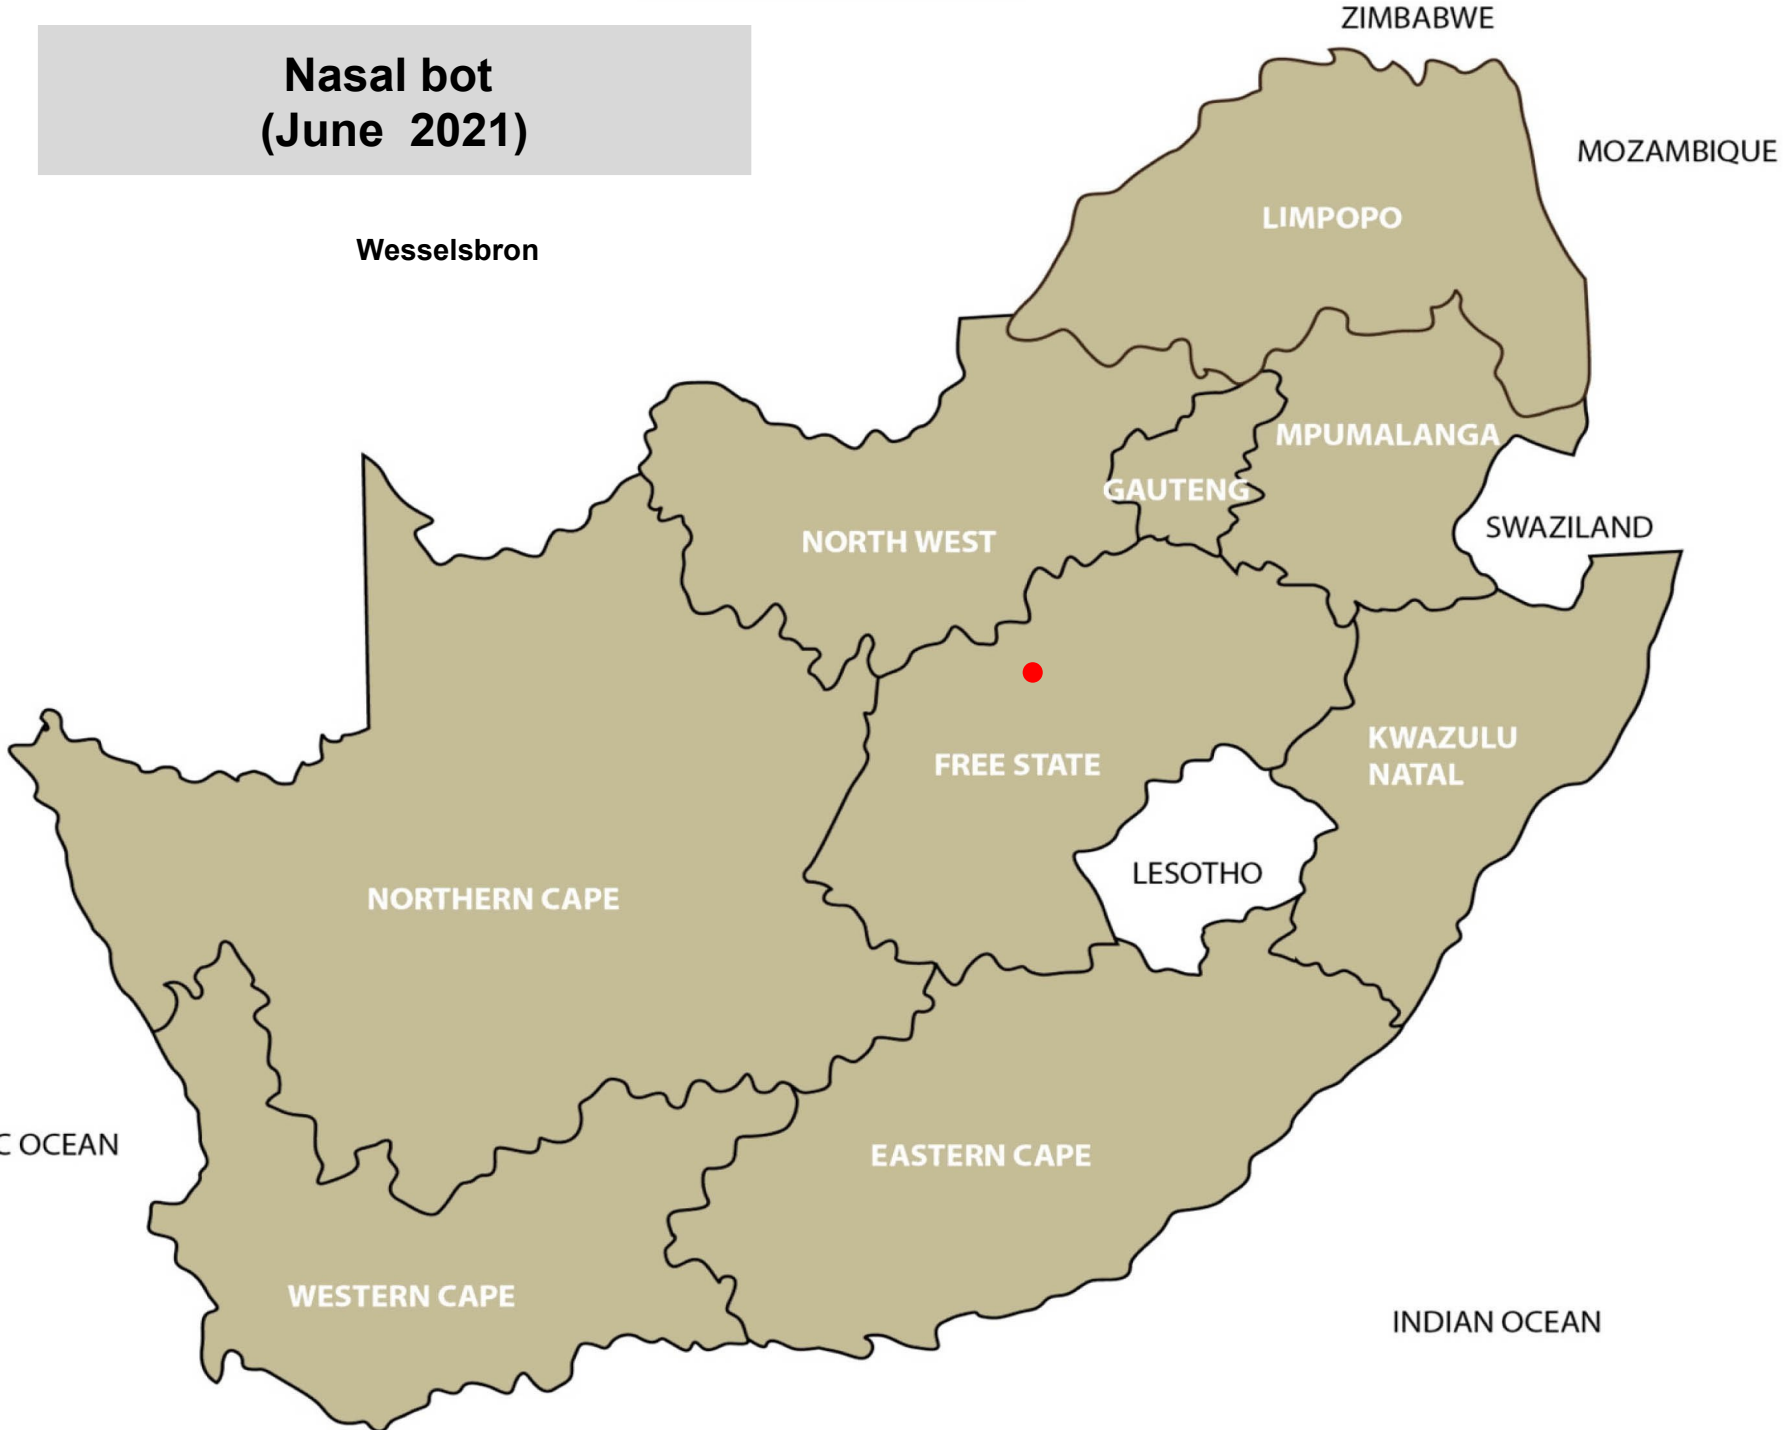 ZIMBABWE
Nasal bot
(June 2021)
MOZAMBIQUE
LIMPOPO
Wesselsbron
MPUMALANGA
GAUTENG
SWAZILAND
NORTH WEST
KWAZULU
NATAL
FREE STATE
LESOTHO
NORTHERN CAPE
C OCEAN
EASTERN CAPE
WESTERN CAPE
INDIAN OCEAN